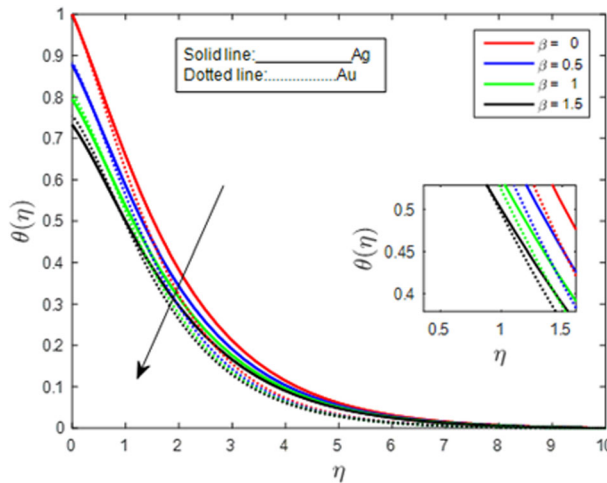 1
0.9
0.8
0.7
0.6
0.5
0.4
0.3
0.2
0.1
0
θ(η)
Solid line:____________Ag
Dotted line:................Au
β = 0
β = 0.5
β = 1
β = 1.5
0.5
0.45
0.4
θ(η)
0.5 1 1.5
η
0 1 2 3 4 5 6 7 8 9 10
η